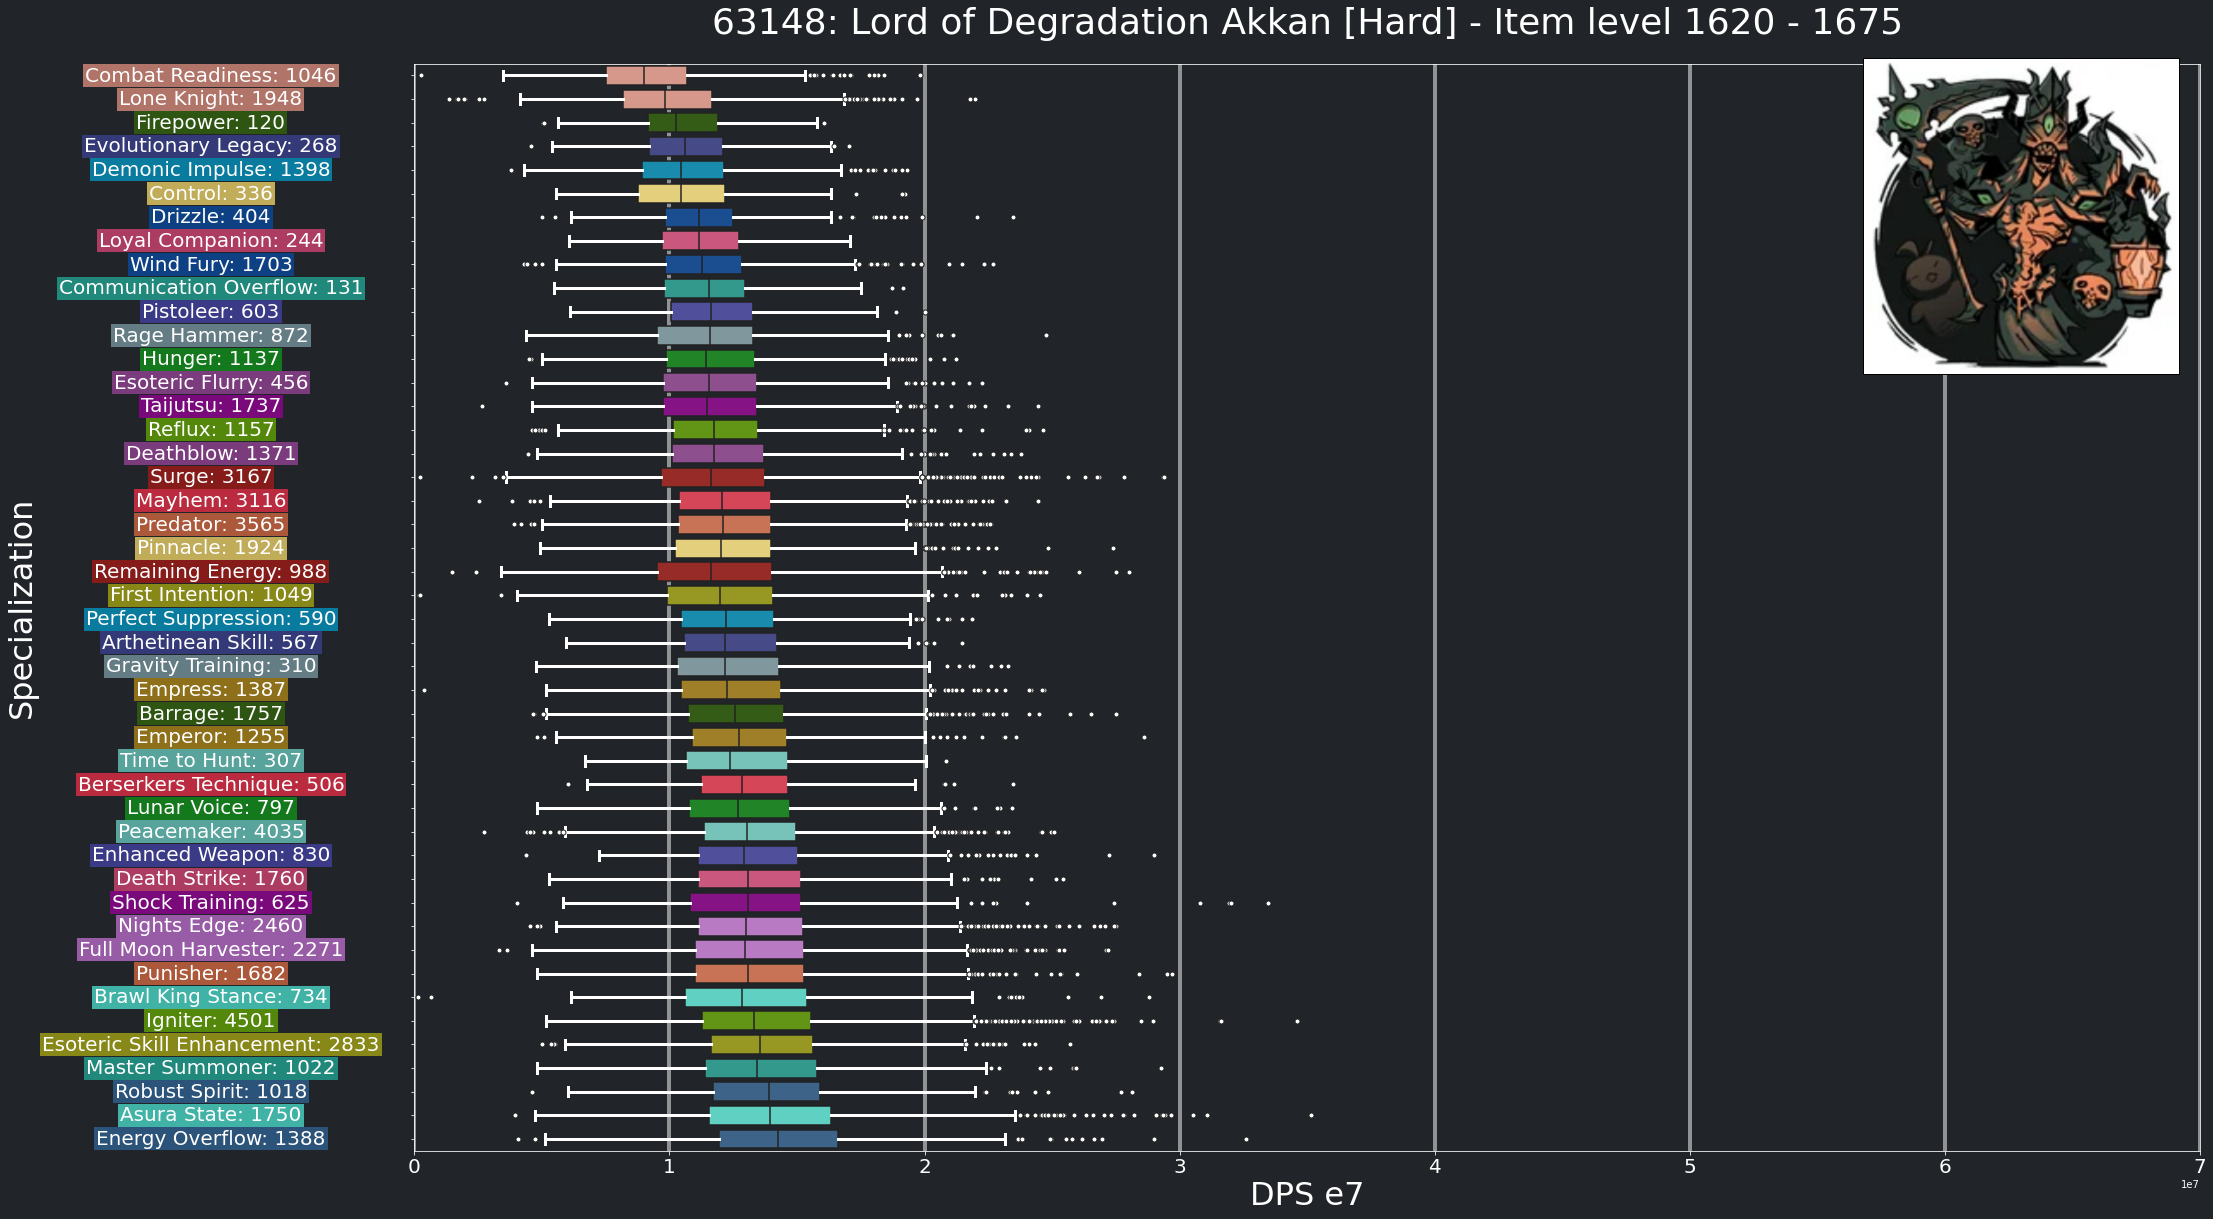 63148: Lord of Degradation Akkan [Hard] - Item level 1620 - 1675
Specialization
Combat Readiness: 1046
Lone Knight: 1948
Firepower: 120
Evolutionary Legacy: 268
Demonic Impulse: 1398
Control: 336
Drizzle: 404
Loyal Companion: 244
Wind Fury: 1703
Communication Overflow: 131
Pistoleer: 603
Rage Hammer: 872
Hunger: 1137
Esoteric Flurry: 456
Taijutsu: 1737
Reflux: 1157
Deathblow: 1371
Surge: 3167
Mayhem: 3116
Predator: 3565
Pinnacle: 1924
Remaining Energy: 988
First Intention: 1049
Perfect Suppression: 590
Arthetinean Skill: 567
Gravity Training: 310
Empress: 1387
Barrage: 1757
Emperor: 1255
Time to Hunt: 307
Berserkers Technique: 506
Lunar Voice: 797
Peacemaker: 4035
Enhanced Weapon: 830
Death Strike: 1760
Shock Training: 625
Nights Edge: 2460
Full Moon Harvester: 2271
Punisher: 1682
Brawl King Stance: 734
Igniter: 4501
Esoteric Skill Enhancement: 2833
Master Summoner: 1022
Robust Spirit: 1018
Asura State: 1750
Energy Overflow: 1388
0 1 2 3 4 5 6 7
1e7
DPS e7